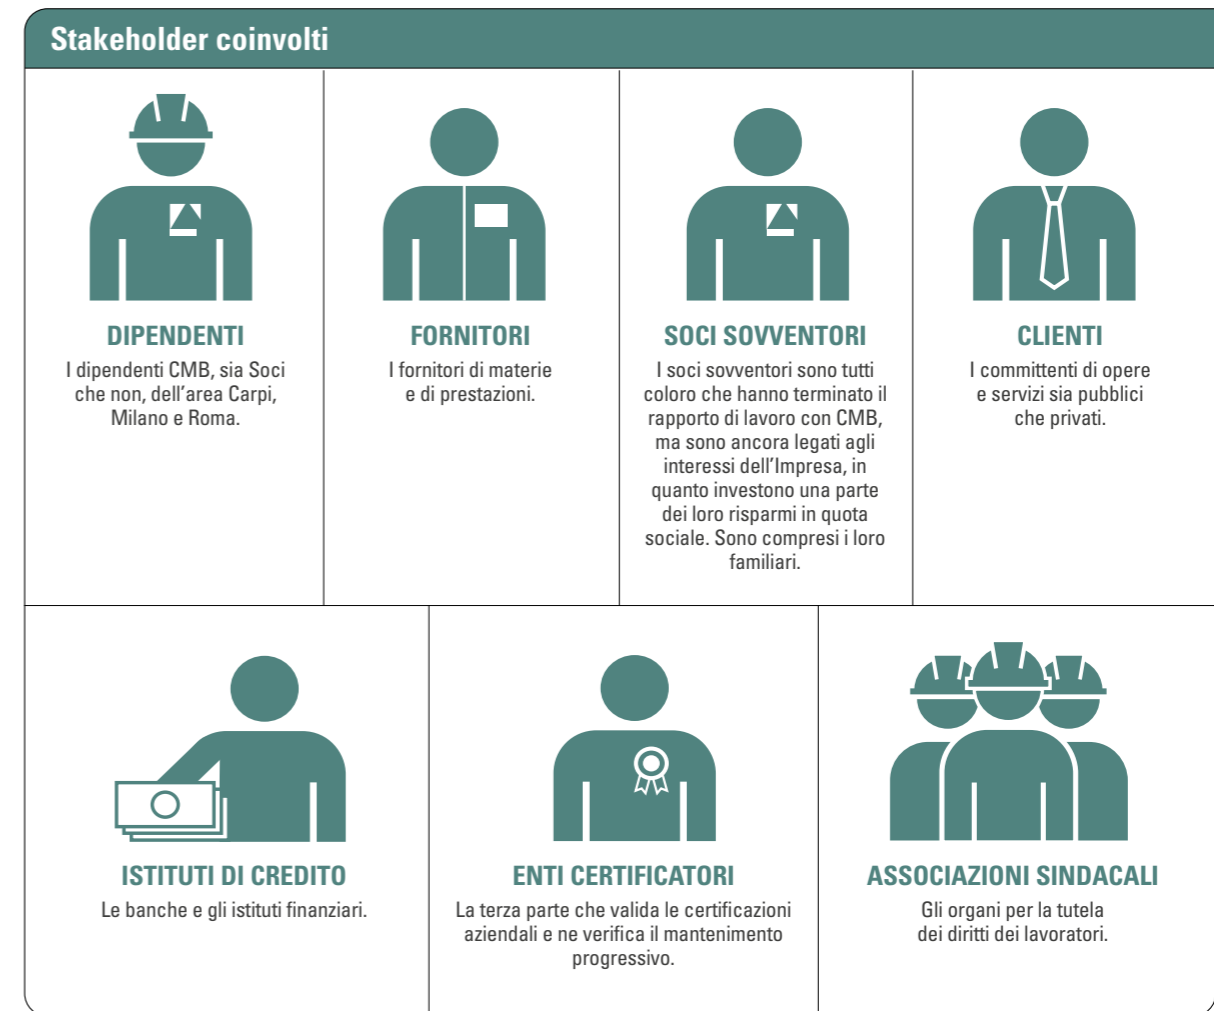 Stakeholder coinvolti
DIPENDENTI
I dipendenti CMB, sia Soci
che non, dell’area Carpi,
Milano e Roma.
FORNITORI
I fornitori di materie
e di prestazioni.
SOCI SOVVENTORI
I soci sovventori sono tutti
coloro che hanno terminato il
rapporto di lavoro con CMB,
ma sono ancora legati agli
interessi dell’Impresa, in
quanto investono una parte
dei loro risparmi in quota
sociale. Sono compresi i loro
familiari.
CLIENTI
I committenti di opere
e servizi sia pubblici
che privati.
ISTITUTI DI CREDITO
Le banche e gli istituti finanziari.
ENTI CERTIFICATORI
La terza parte che valida le certificazioni
aziendali e ne verifica il mantenimento
progressivo.
ASSOCIAZIONI SINDACALI
Gli organi per la tutela
dei diritti dei lavoratori.